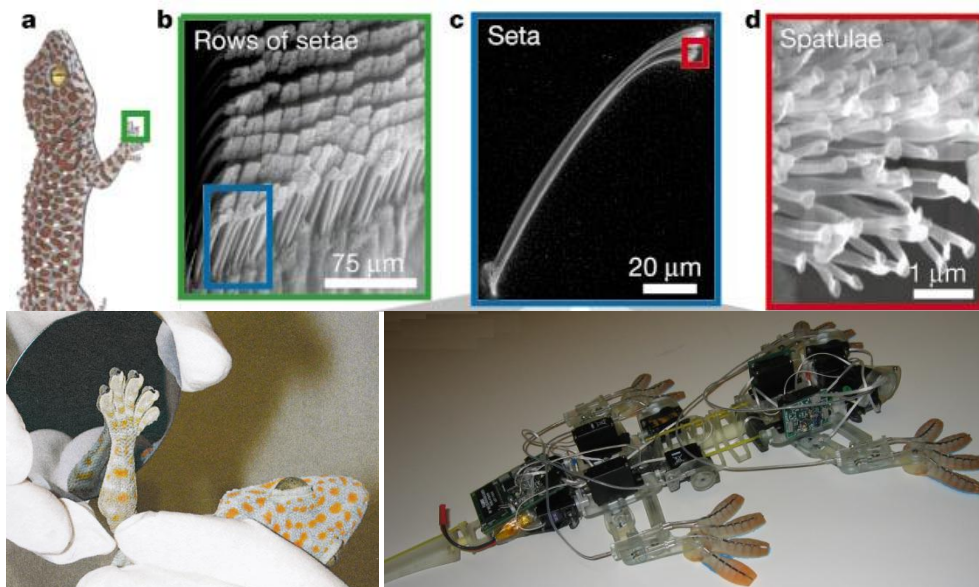 a
b
Rows of setae
75 μm
c
Seta
20 μm
d
Spatulae
1 μm